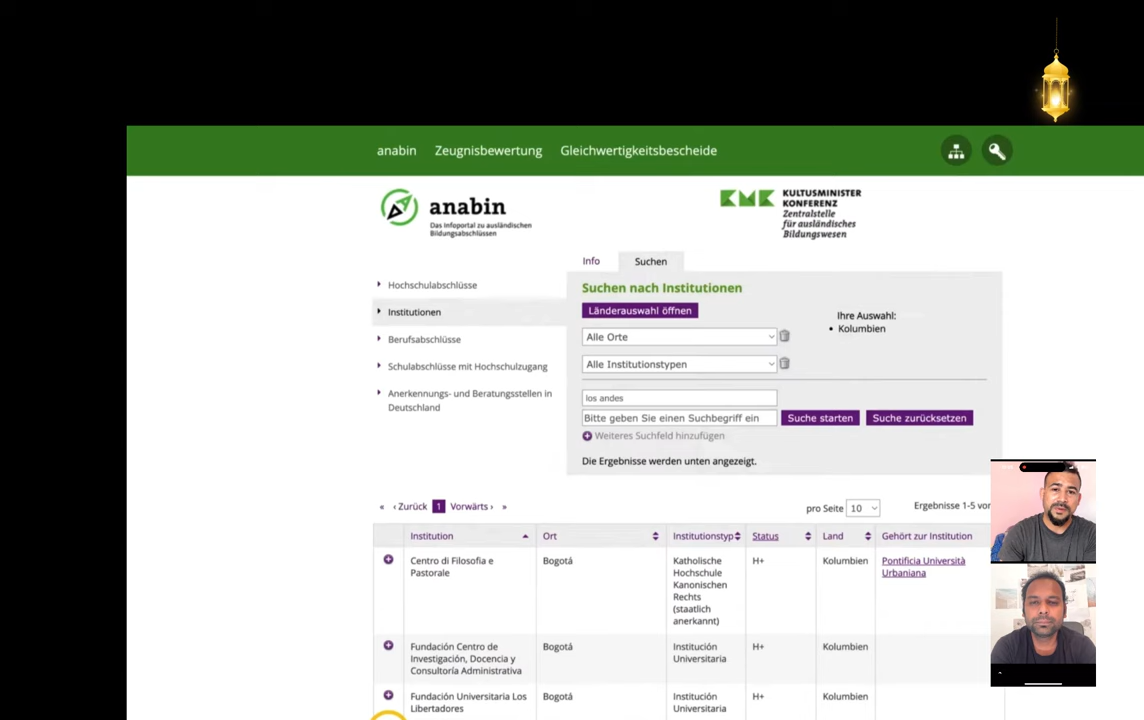 anabin Zeugnisbewertung Gleichwertigkeitsbescheide
anabin
Das Infoportal zu ausländischen
Bildungsabschlüssen
KMK
KULTUSMINISTER
KONFERENZ
Zentralstelle
für ausländisches
Bildungswesen
Info Suchen
Hochschulabschlüsse
Institutionen
Berufsabschlüsse
Schulabschlüsse mit Hochschulzugang
Anerkennungs- und Beratungsstellen in
Deutschland
Suchen nach Institutionen
Länderauswahl öffnen
Ihre Auswahl:
• Kolumbien
Alle Orte
Alle Institutionstypen
los andes
Bitte geben Sie einen Suchbegriff ein Suche starten Suche zurücksetzen
Weiteres Suchfeld hinzufügen
Die Ergebnisse werden unten angezeigt.
« ‹ Zurück 1 Vorwärts › »
pro Seite 10 Ergebnisse 1-5 von
Institution Ort Institutionstyp Status Land Gehört zur Institution
Centro di Filosofia e
Pastorale
Bogotá
Katholische
Hochschule
Kanonischen
Rechts
(staatlich
anerkannt)
H+
Kolumbien
Pontificia Università
Urbaniana
Fundación Centro de
Investigación, Docencia y
Consultoría Administrativa
Bogotá
Institución
Universitaria
H+
Kolumbien
Fundación Universitaria Los
Libertadores
Bogotá
Institución
Universitaria
H+
Kolumbien